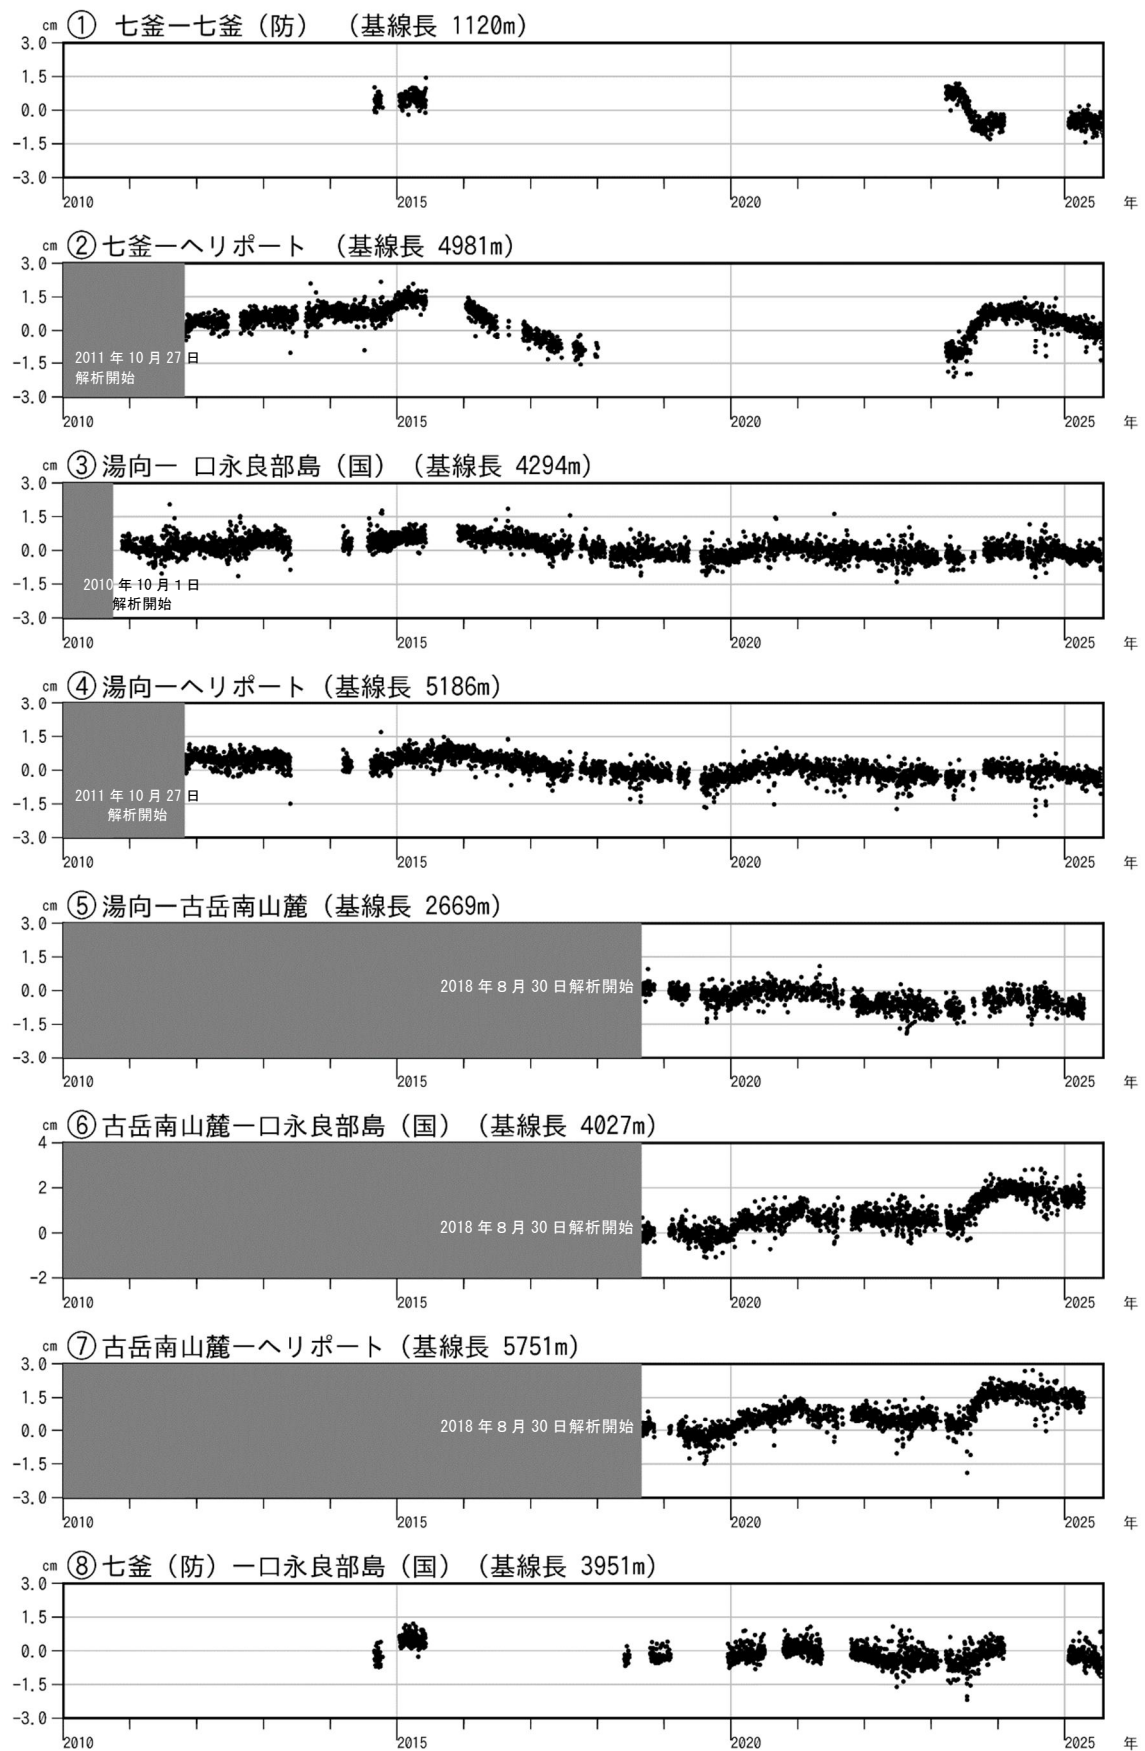 cm ① 七釜ー七釜（防） （基線長 1120m）
3.0
1.5
0.0
-1.5
-3.0
2010 2015 2020 2025 年
cm ② 七釜ーヘリポート （基線長 4981m）
3.0
1.5
0.0
-1.5
-3.0
2011 年 10 月 27 日
解析開始
2010 2015 2020 2025 年
cm ③ 湯向ー 口永良部島（国）（基線長 4294m）
3.0
1.5
0.0
-1.5
-3.0
2010 年 10 月 1 日
解析開始
2010 2015 2020 2025 年
cm ④ 湯向ーヘリポート（基線長 5186m）
3.0
1.5
0.0
-1.5
-3.0
2011 年 10 月 27 日
解析開始
2010 2015 2020 2025 年
cm ⑤ 湯向ー古岳南山麓（基線長 2669m）
3.0
1.5
0.0
-1.5
-3.0
2018 年 8 月 30 日解析開始
2010 2015 2020 2025 年
cm ⑥ 古岳南山麓ー口永良部島（国）（基線長 4027m）
4
2
0
-2
2018 年 8 月 30 日解析開始
2010 2015 2020 2025 年
cm ⑦ 古岳南山麓ーヘリポート（基線長 5751m）
3.0
1.5
0.0
-1.5
-3.0
2018 年 8 月 30 日解析開始
2010 2015 2020 2025 年
cm ⑧ 七釜（防）ー口永良部島（国）（基線長 3951m）
3.0
1.5
0.0
-1.5
-3.0
2010 2015 2020 2025 年